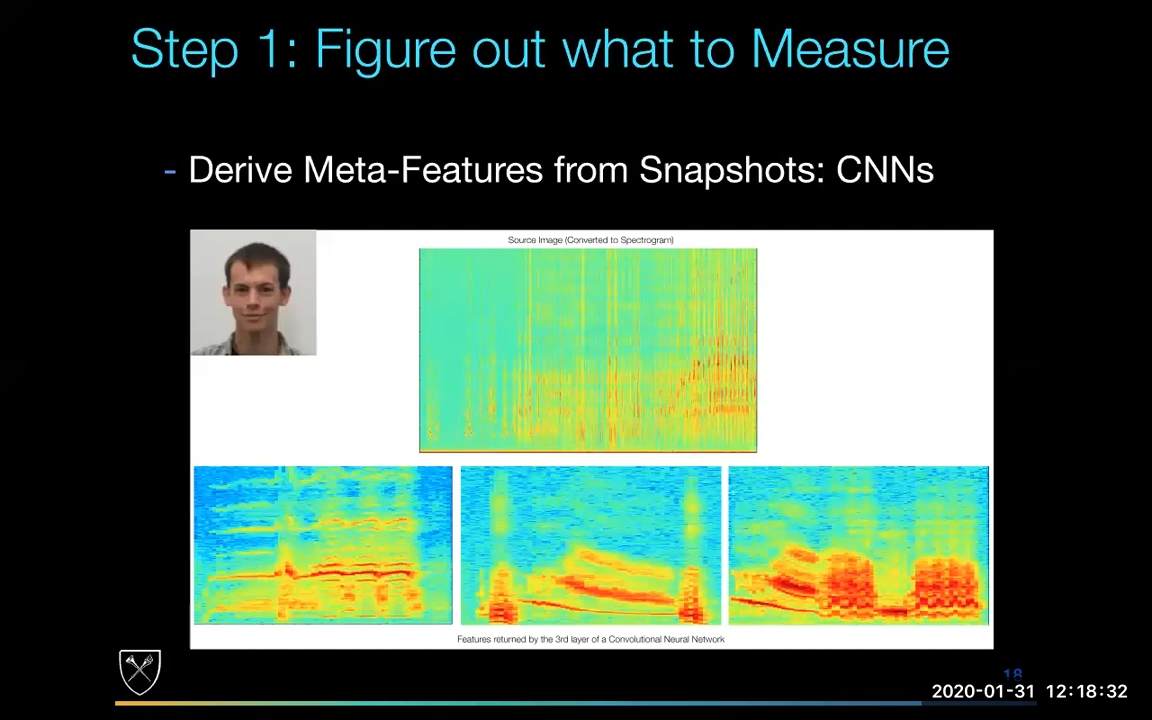 Step 1: Figure out what to Measure
- Derive Meta-Features from Snapshots: CNNs
Source Image (Converted to Spectrogram)
Features returned by the 3rd layer of a Convolutional Neural Network
18
2020-01-31 12:18:32